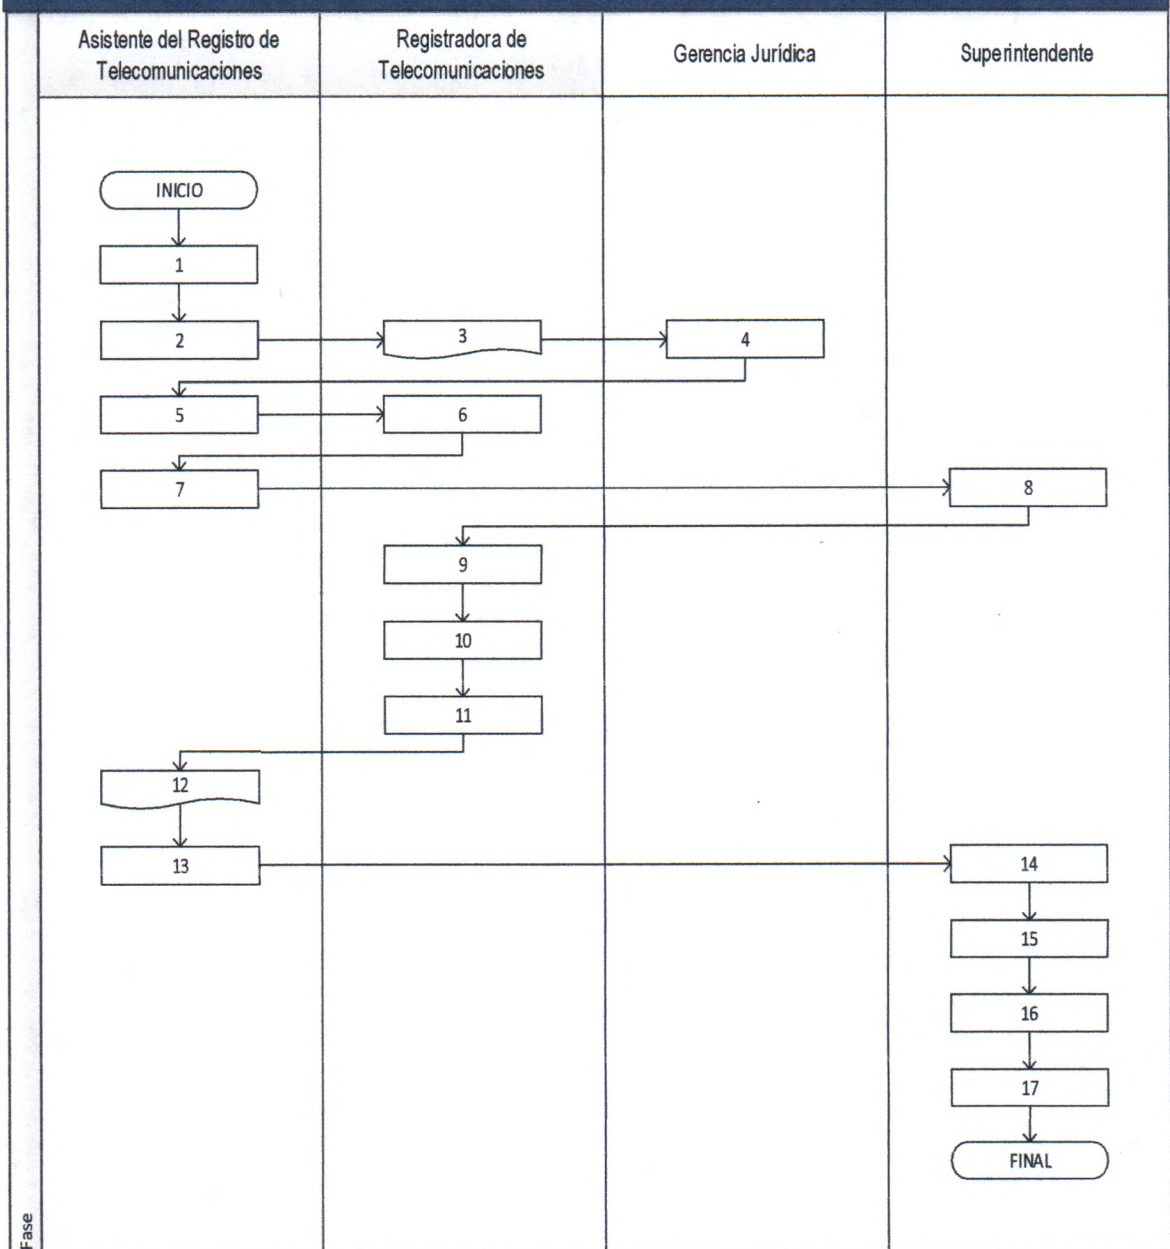 Asistente del Registro de
Telecomunicaciones
Registradora de
Telecomunicaciones
Gerencia Jurídica
Superintendente
INICIO
1
2
3
4
5
6
7
8
9
10
11
12
13
14
15
16
17
FINAL
Fase